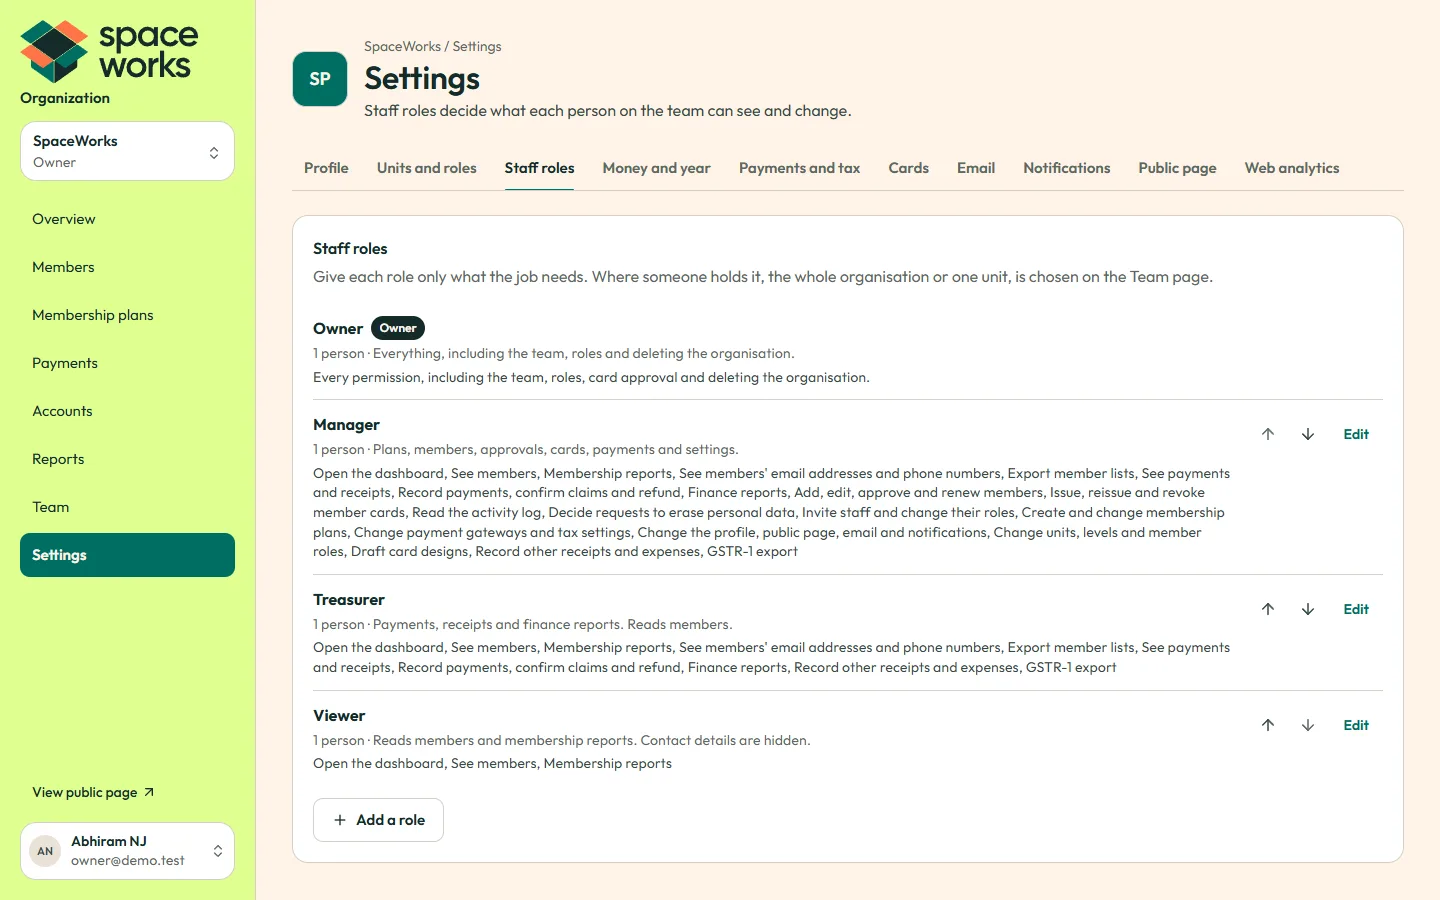 space
works
Organization
SpaceWorks
Owner
Overview
Members
Membership plans
Payments
Accounts
Reports
Team
Settings
View public page
AN
Abhiram NJ
owner@demo.test
SP
SpaceWorks / Settings
Settings
Staff roles decide what each person on the team can see and change.
Profile
Units and roles
Staff roles
Money and year
Payments and tax
Cards
Email
Notifications
Public page
Web analytics
Staff roles
Give each role only what the job needs. Where someone holds it, the whole organisation or one unit, is chosen on the Team page.
Owner Owner
1 person · Everything, including the team, roles and deleting the organisation.
Every permission, including the team, roles, card approval and deleting the organisation.
Manager
Edit
1 person · Plans, members, approvals, cards, payments and settings.
Open the dashboard, See members, Membership reports, See members' email addresses and phone numbers, Export member lists, See payments
and receipts, Record payments, confirm claims and refund, Finance reports, Add, edit, approve and renew members, Issue, reissue and revoke
member cards, Read the activity log, Decide requests to erase personal data, Invite staff and change their roles, Create and change membership
plans, Change payment gateways and tax settings, Change the profile, public page, email and notifications, Change units, levels and member
roles, Draft card designs, Record other receipts and expenses, GSTR-1 export
Treasurer
Edit
1 person · Payments, receipts and finance reports. Reads members.
Open the dashboard, See members, Membership reports, See members' email addresses and phone numbers, Export member lists, See payments
and receipts, Record payments, confirm claims and refund, Finance reports, Record other receipts and expenses, GSTR-1 export
Viewer
Edit
1 person · Reads members and membership reports. Contact details are hidden.
Open the dashboard, See members, Membership reports
Add a role